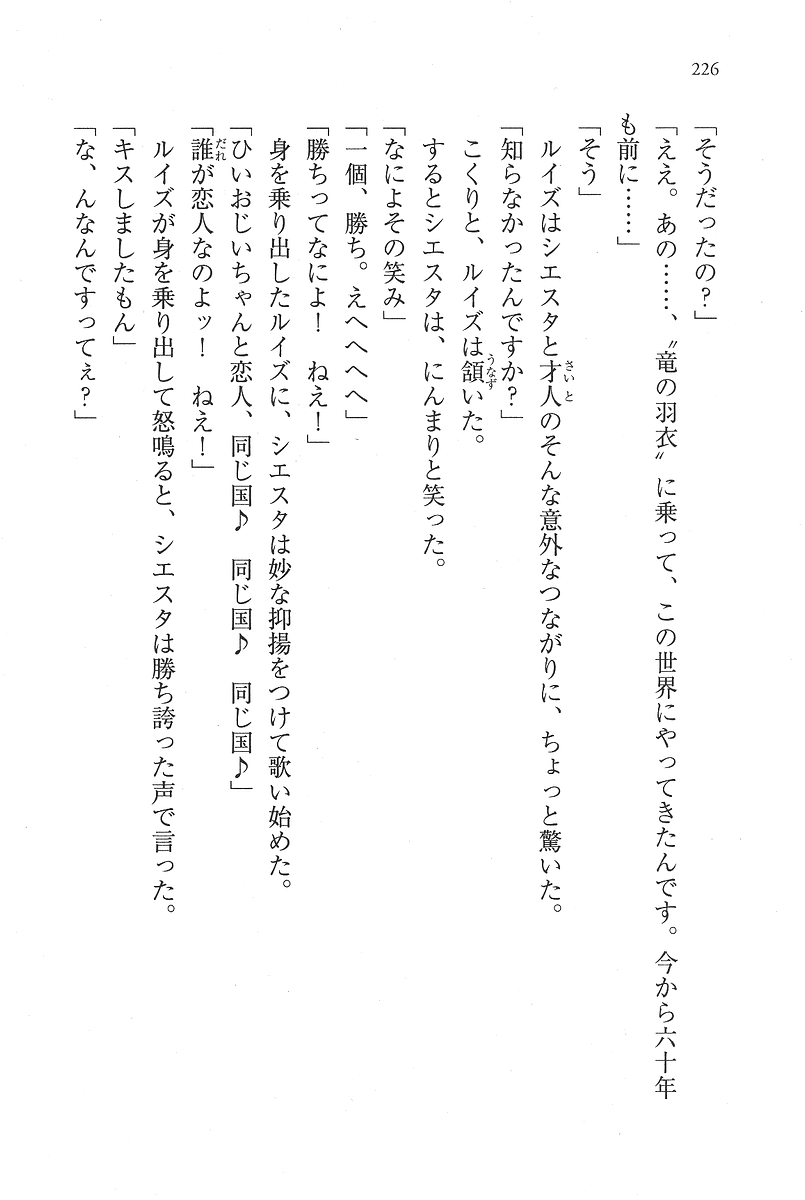 226
「そうだったの？」
「ええ。あの……、〝竜の羽衣〟に乗って、この世界にやってきたんです。今から六十年
も前に……」
「そう」
　ルイズはシエスタと才人のそんな意外なつながりに、ちょっと驚いた。
「知らなかったんですか？」
　こくりと、ルイズは頷いた。
　するとシエスタは、にんまりと笑った。
「なによその笑み」
「一個、勝ち。えへへへへ」
「勝ちってなによ！　ねえ！」
　身を乗り出したルイズに、シエスタは妙な抑揚をつけて歌い始めた。
「ひいおじいちゃんと恋人、同じ国♪　同じ国♪　同じ国♪」
「誰が恋人なのよッ！　ねえ！」
　ルイズが身を乗り出して怒鳴ると、シエスタは勝ち誇った声で言った。
「キスしましたもん」
「な、んなんですってぇ？」